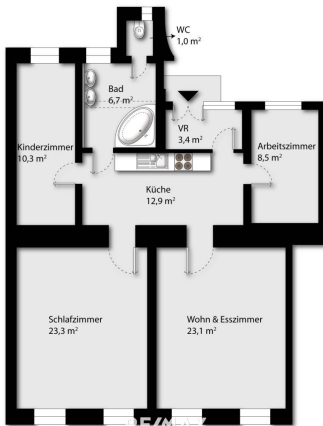 WC
1,0 m²
Bad
6,7 m²
VR
3,4 m²
Kinderzimmer
10,3 m²
Arbeitszimmer
8,5 m²
Küche
12,9 m²
Schlafzimmer
23,3 m²
Wohn & Esszimmer
23,1 m²
RE/MAX